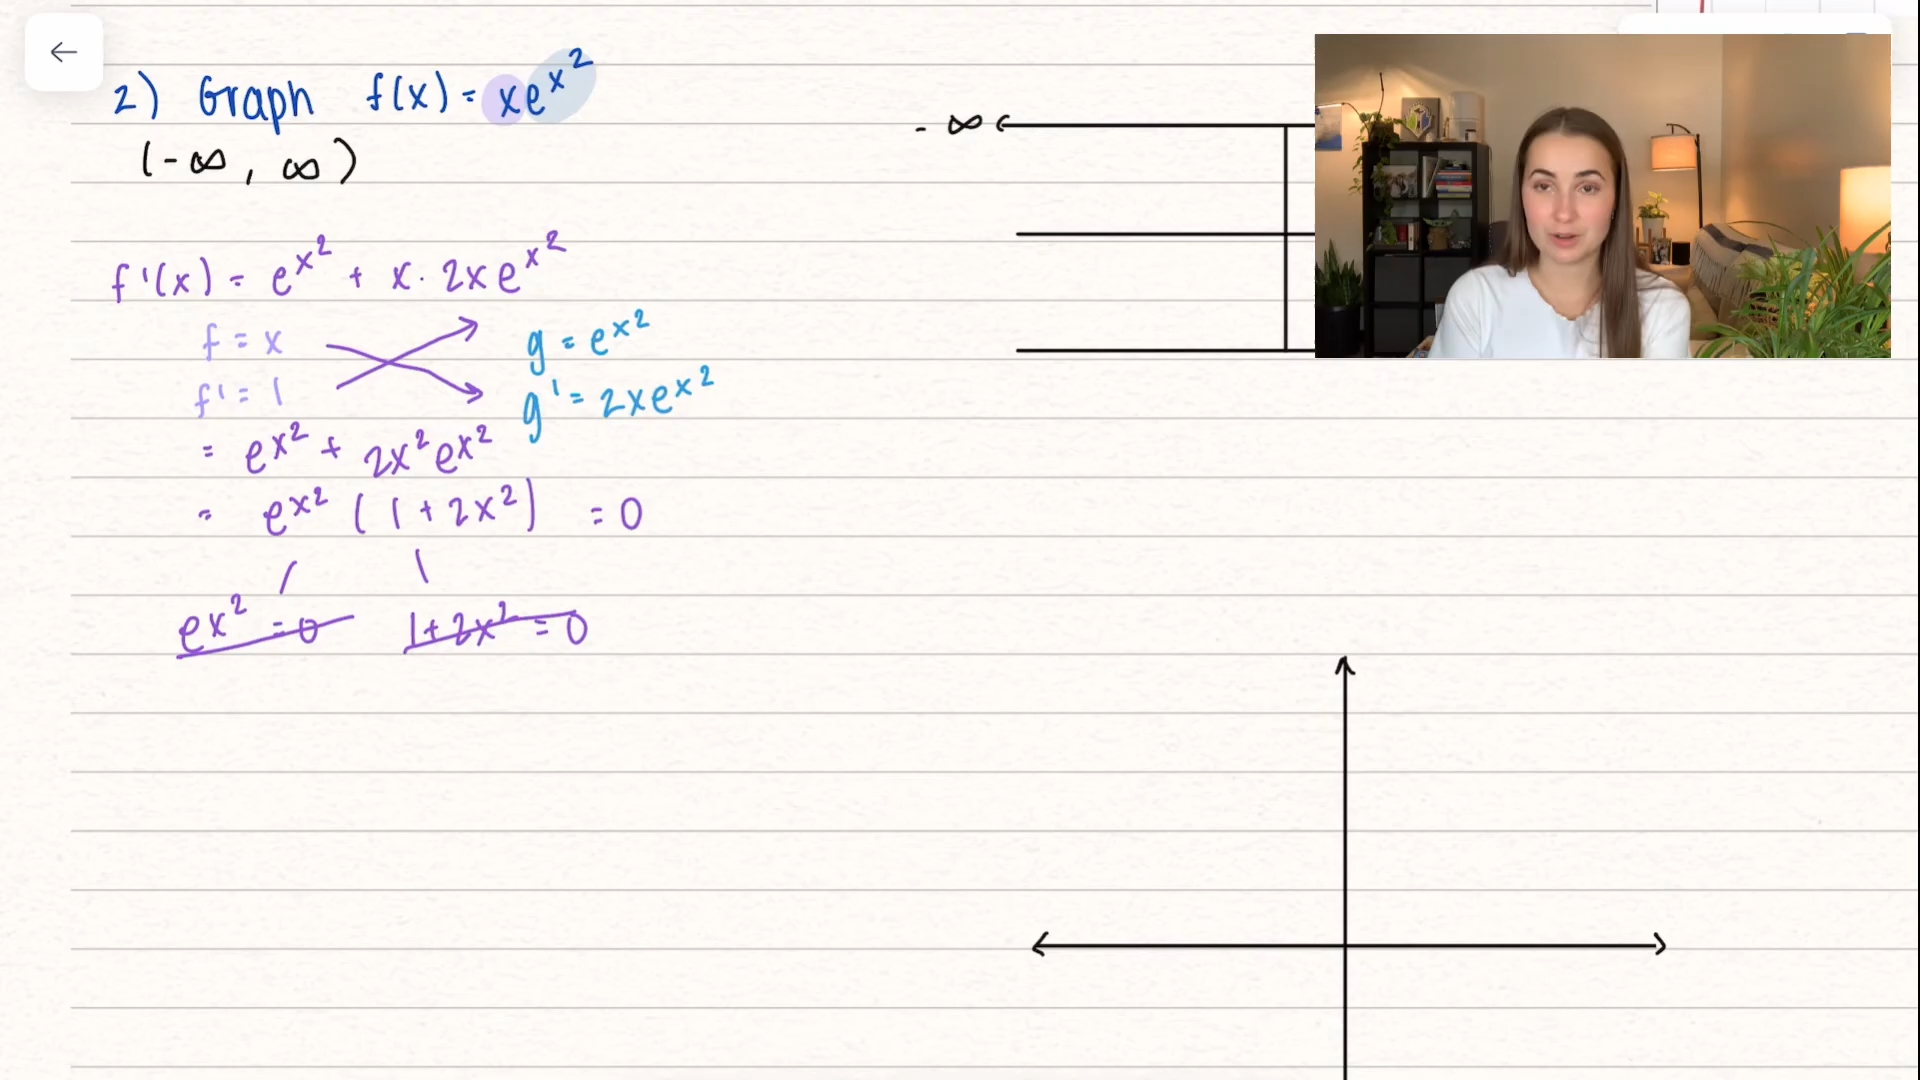 2) Graph f(x) = xe^x^2
(-∞, ∞)
f'(x) = e^x^2 + x · 2xe^x^2
f = x g = e^x^2
f' = 1 g' = 2xe^x^2
= e^x^2 + 2x^2e^x^2
= e^x^2 (1 + 2x^2) = 0
e^x^2 = 0 1 + 2x^2 = 0
-∞